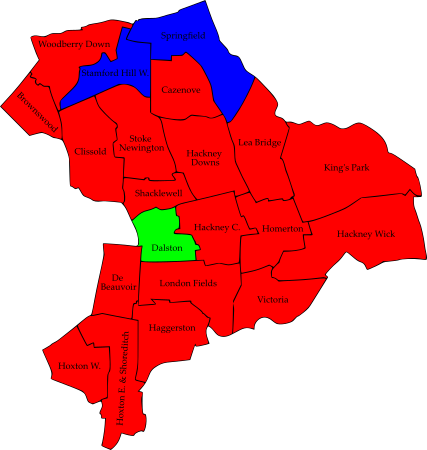 Springfield
Woodberry Down
Stamford Hill W.
Cazenove
Brownswood
Stoke
Newington
Lea Bridge
Clissold
Hackney
Downs
King's Park
Shacklewell
Hackney C.
Homerton
Hackney Wick
Dalston
De
Beauvoir
London Fields
Victoria
Haggerston
Hoxton W.
Hoxton E. & Shoreditch